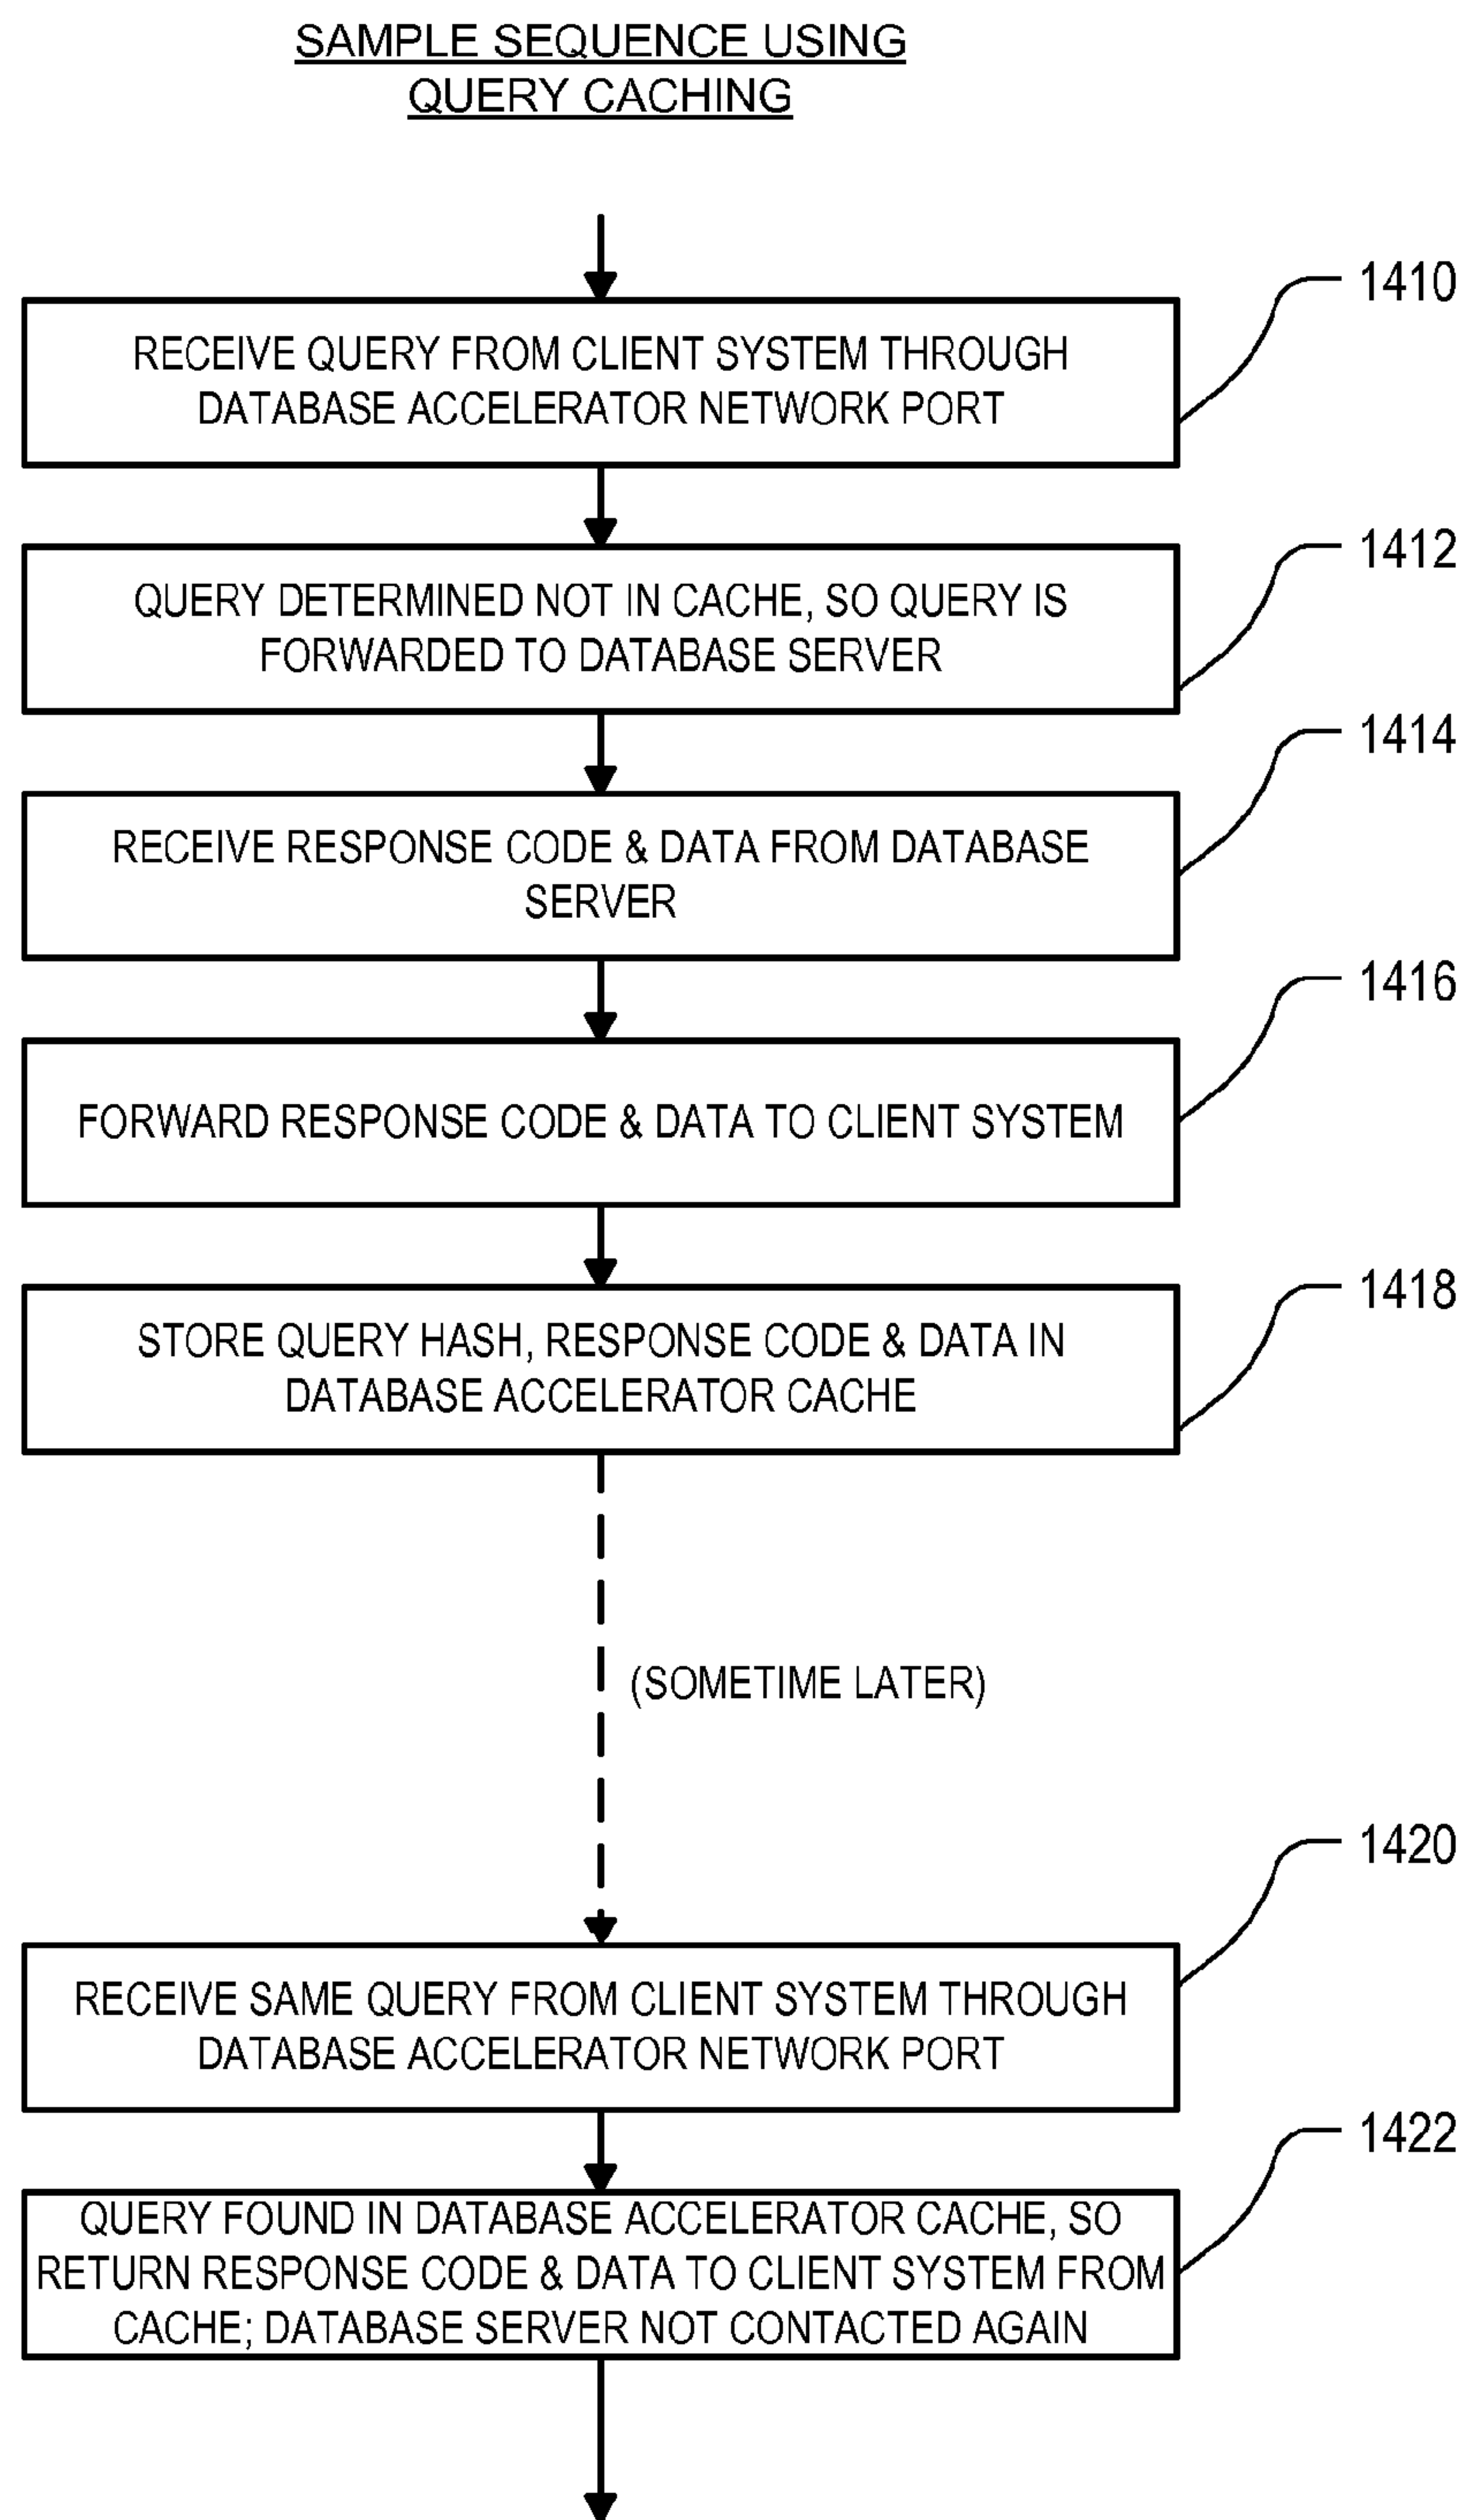 SAMPLE SEQUENCE USING
QUERY CACHING
1410
RECEIVE QUERY FROM CLIENT SYSTEM THROUGH
DATABASE ACCELERATOR NETWORK PORT
1412
QUERY DETERMINED NOT IN CACHE, SO QUERY IS
FORWARDED TO DATABASE SERVER
1414
RECEIVE RESPONSE CODE & DATA FROM DATABASE
SERVER
1416
FORWARD RESPONSE CODE & DATA TO CLIENT SYSTEM
1418
STORE QUERY HASH, RESPONSE CODE & DATA IN
DATABASE ACCELERATOR CACHE
(SOMETIME LATER)
1420
RECEIVE SAME QUERY FROM CLIENT SYSTEM THROUGH
DATABASE ACCELERATOR NETWORK PORT
1422
QUERY FOUND IN DATABASE ACCELERATOR CACHE, SO
RETURN RESPONSE CODE & DATA TO CLIENT SYSTEM FROM
CACHE; DATABASE SERVER NOT CONTACTED AGAIN